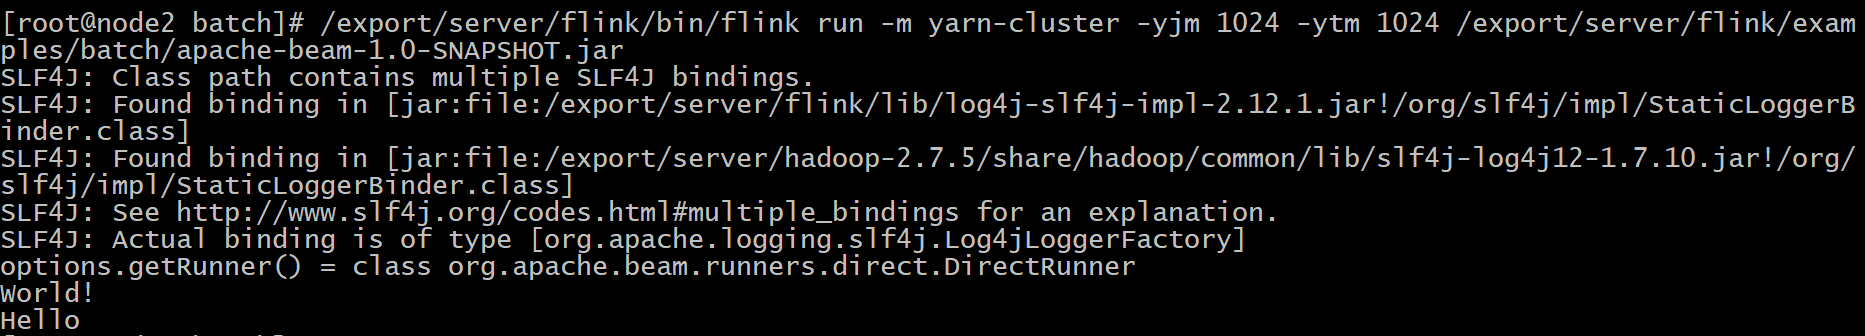 [root@node2 batch]# /export/server/flink/bin/flink run -m yarn-cluster -yjm 1024 -ytm 1024 /export/server/flink/exam
ples/batch/apache-beam-1.0-SNAPSHOT.jar
SLF4J: Class path contains multiple SLF4J bindings.
SLF4J: Found binding in [jar:file:/export/server/flink/lib/log4j-slf4j-impl-2.12.1.jar!/org/slf4j/impl/StaticLoggerB
inder.class]
SLF4J: Found binding in [jar:file:/export/server/hadoop-2.7.5/share/hadoop/common/lib/slf4j-log4j12-1.7.10.jar!/org/
slf4j/impl/StaticLoggerBinder.class]
SLF4J: See http://www.slf4j.org/codes.html#multiple_bindings for an explanation.
SLF4J: Actual binding is of type [org.apache.logging.slf4j.Log4jLoggerFactory]
options.getRunner() = class org.apache.beam.runners.direct.DirectRunner
World!
Hello